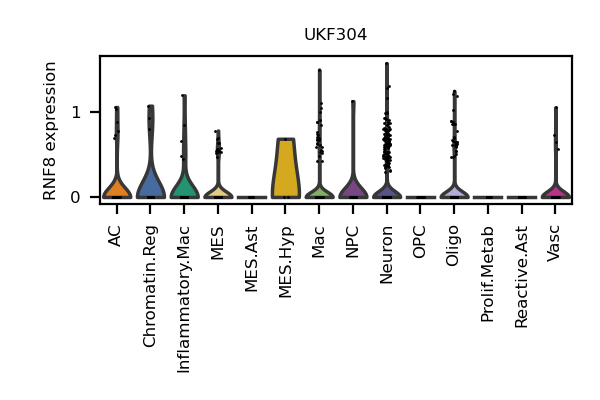 UKF304
RNF8 expression
1
0
AC
Chromatin.Reg
Inflammatory.Mac
MES
MES.Ast
MES.Hyp
Mac
NPC
Neuron
OPC
Oligo
Prolif.Metab
Reactive.Ast
Vasc